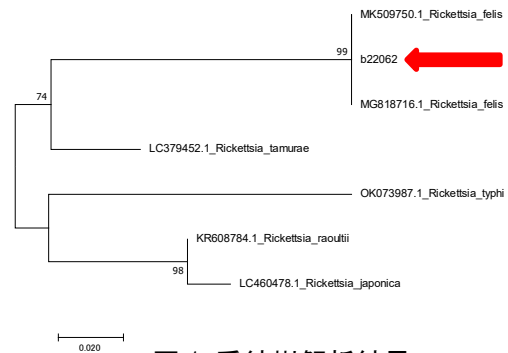 MK509750.1_Rickettsia_felis
99
b22062
MG818716.1_Rickettsia_felis
74
LC379452.1_Rickettsia_tamurae
OK073987.1_Rickettsia_typhi
KR608784.1_Rickettsia_raoultii
98
LC460478.1_Rickettsia_japonica
0.020